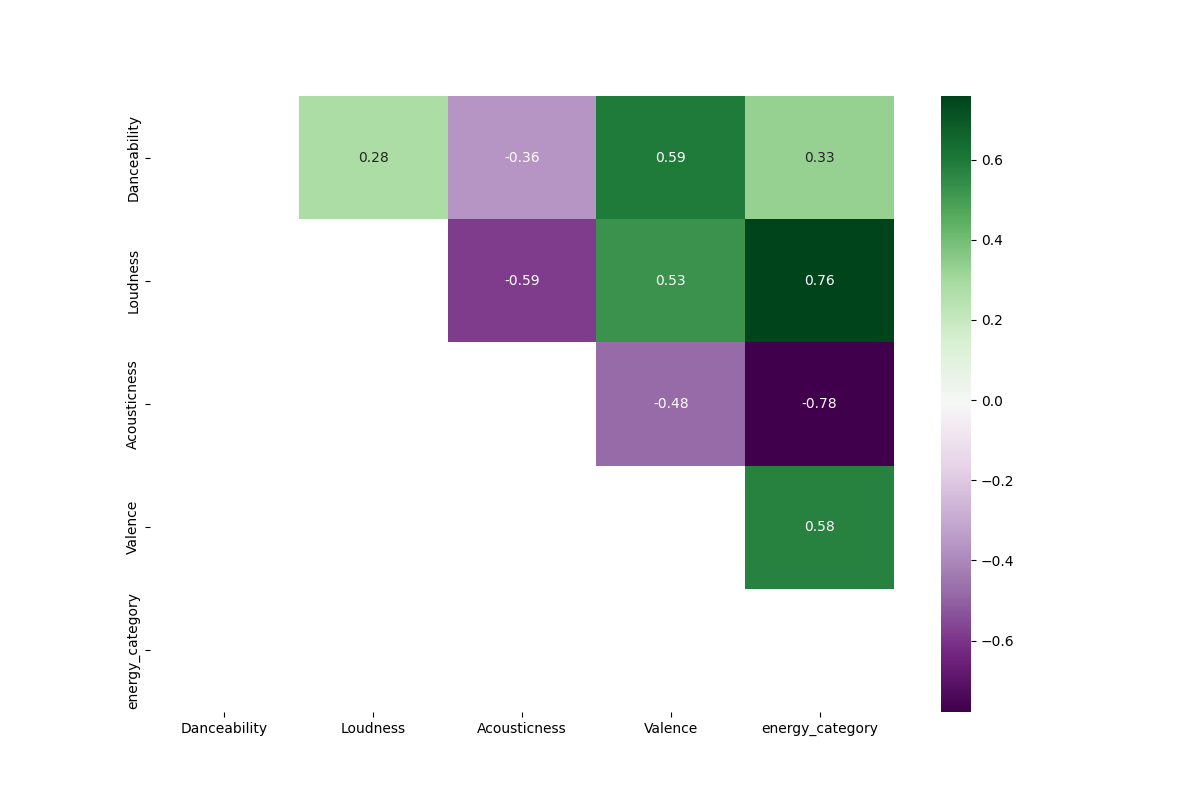 Danceability
0.28
-0.36
0.59
0.33
Loudness
-0.59
0.53
0.76
Acousticness
-0.48
-0.78
Valence
0.58
energy_category
Danceability
Loudness
Acousticness
Valence
energy_category
0.6
0.4
0.2
0.0
−0.2
−0.4
−0.6